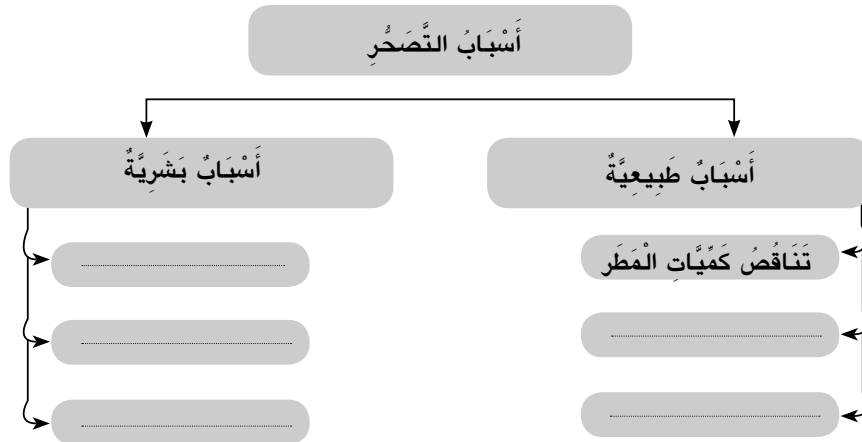 أَسْبَابُ التَّصَحُّرِ
أَسْبَابٌ طَبِيعِيَّةٌ
تَنَاقُصُ كَمِّيَّاتِ الْمَطَر
أَسْبَابٌ بَشَرِيَّةٌ